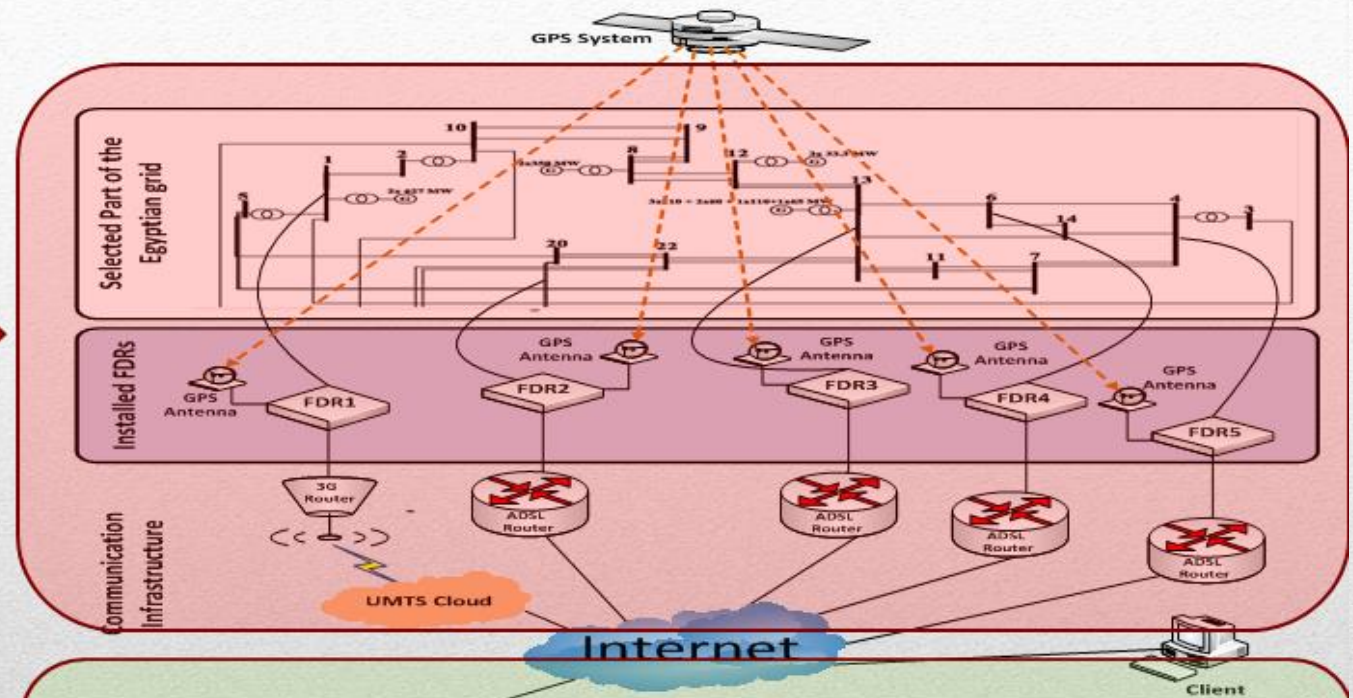 GPS System
Selected Part of the
Egyptian grid
10
9
1
2
8
12
13
5
6
4
3
14
20
22
11
7
2x 627 MW
Installed FDRs
GPS
Antenna
GPS
Antenna
GPS
Antenna
GPS
Antenna
GPS
Antenna
FDR1
FDR2
FDR3
FDR4
FDR5
Communication
Infrastructure
3G
Router
ADSL
Router
ADSL
Router
ADSL
Router
ADSL
Router
UMTS Cloud
Internet
Client